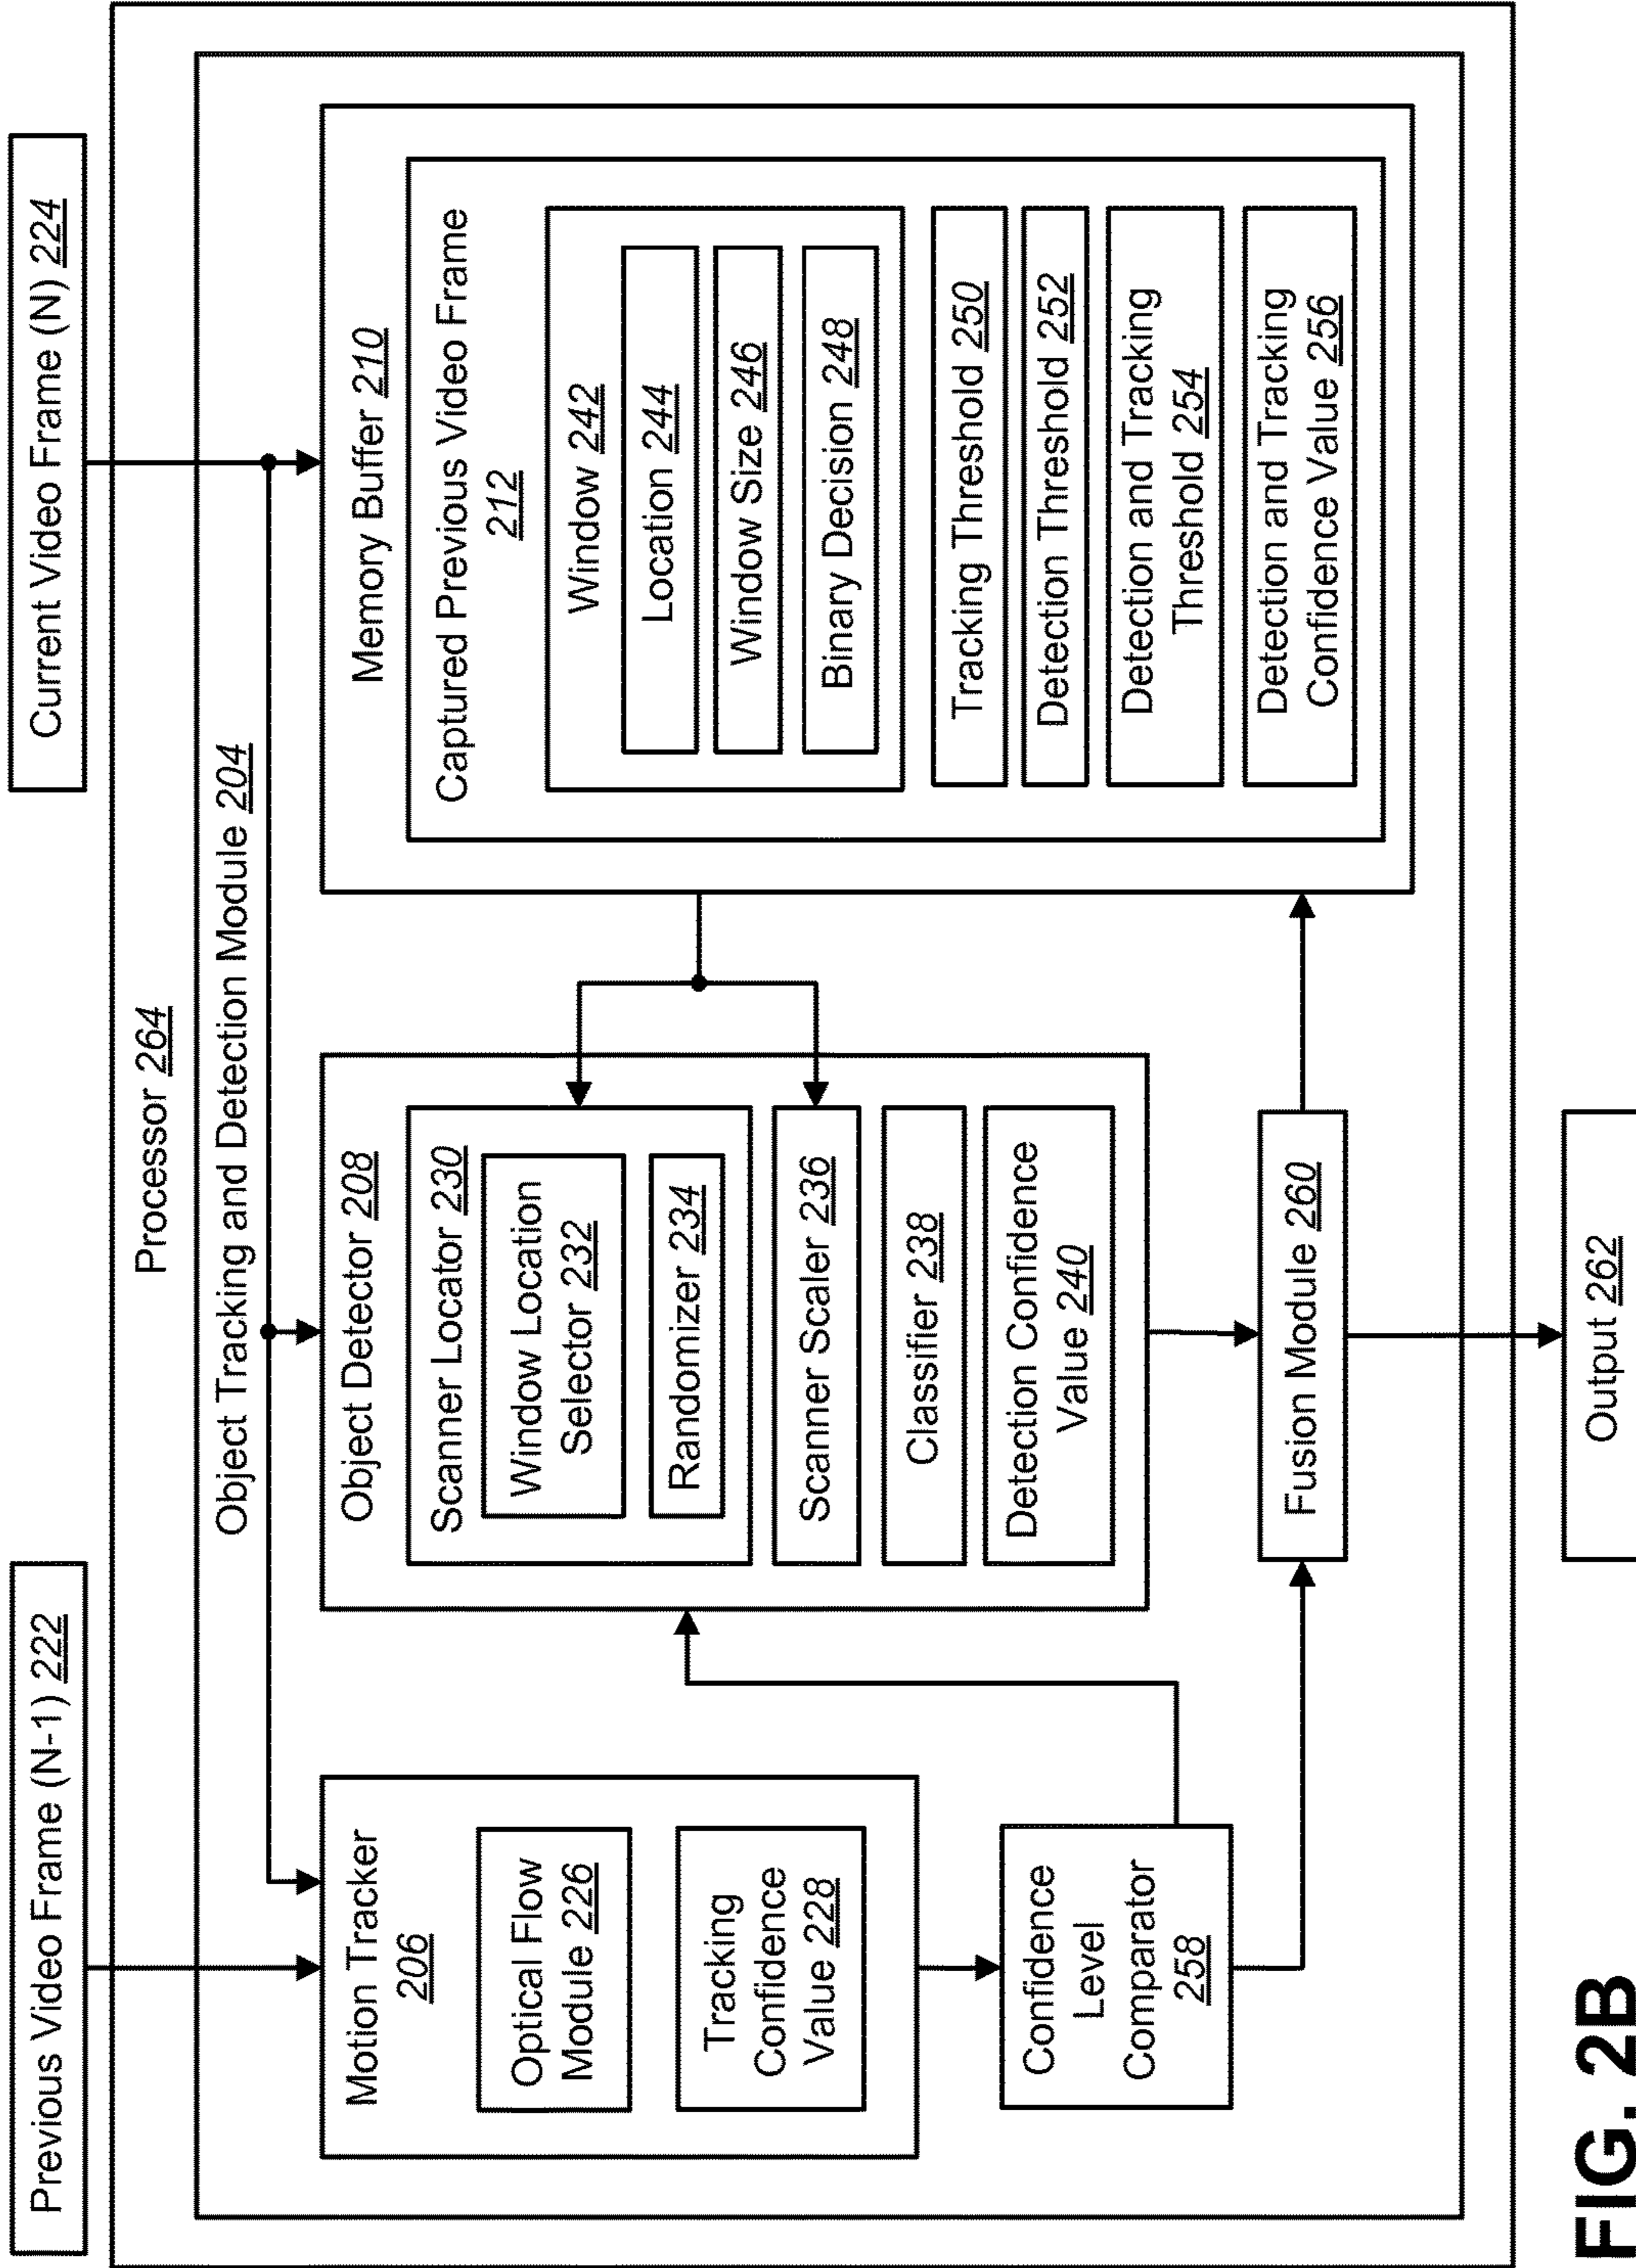 Previous Video Frame (N-1) 222
Current Video Frame (N) 224
Processor 264
Object Tracking and Detection Module 204
Motion Tracker
206
Optical Flow
Module 226
Tracking
Confidence
Value 228
Confidence
Level
Comparator
258
Object Detector 208
Scanner Locator 230
Window Location
Selector 232
Randomizer 234
Scanner Scaler 236
Classifier 238
Detection Confidence
Value 240
Memory Buffer 210
Captured Previous Video Frame
212
Window 242
Location 244
Window Size 246
Binary Decision 248
Tracking Threshold 250
Detection Threshold 252
Detection and Tracking
Threshold 254
Detection and Tracking
Confidence Value 256
Fusion Module 260
Output 262
FIG. 2B